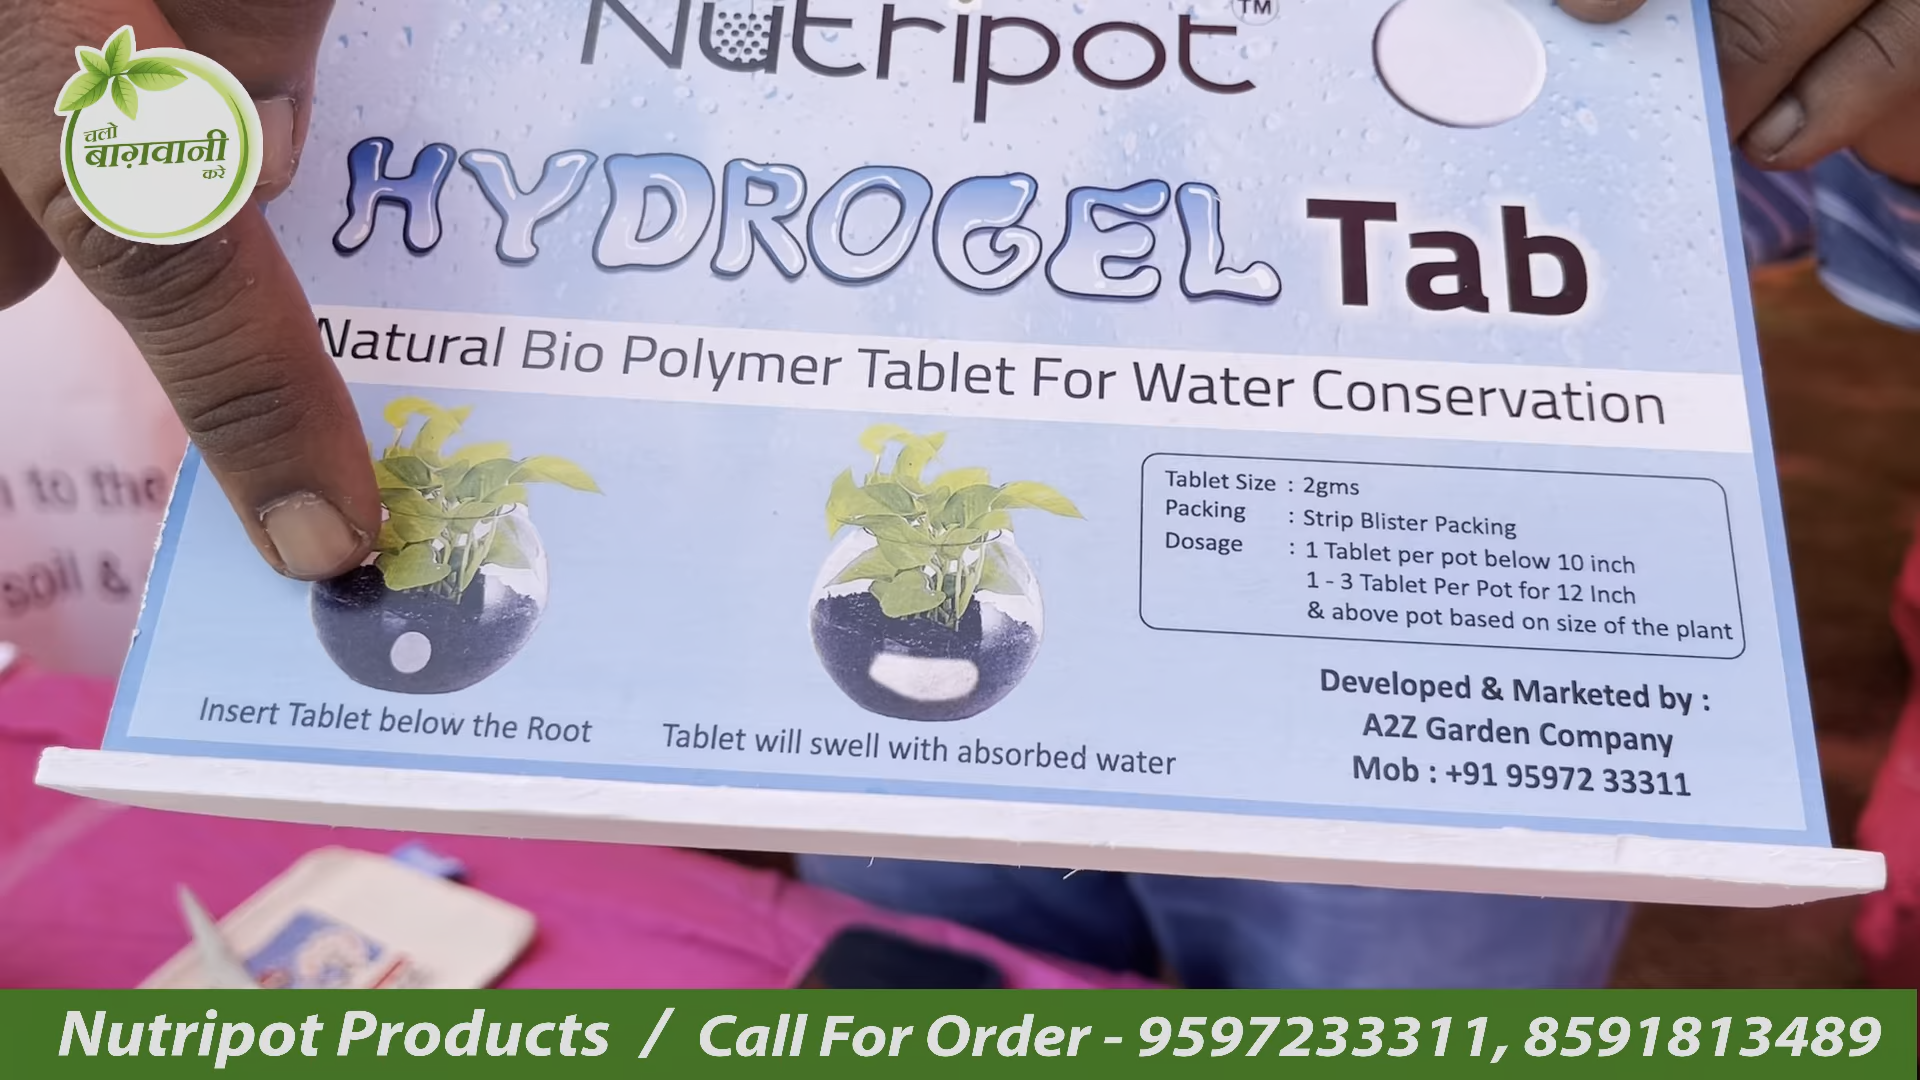 Nutripot™
चलो
बाग़वानी
करे
HYDROGEL Tab
Natural Bio Polymer Tablet For Water Conservation
Tablet Size : 2gms
Packing : Strip Blister Packing
Dosage : 1 Tablet per pot below 10 inch
1 - 3 Tablet Per Pot for 12 Inch
& above pot based on size of the plant
to the
soil &
Insert Tablet below the Root
Tablet will swell with absorbed water
Developed & Marketed by :
A2Z Garden Company
Mob : +91 95972 33311
Nutripot Products / Call For Order - 9597233311, 8591813489